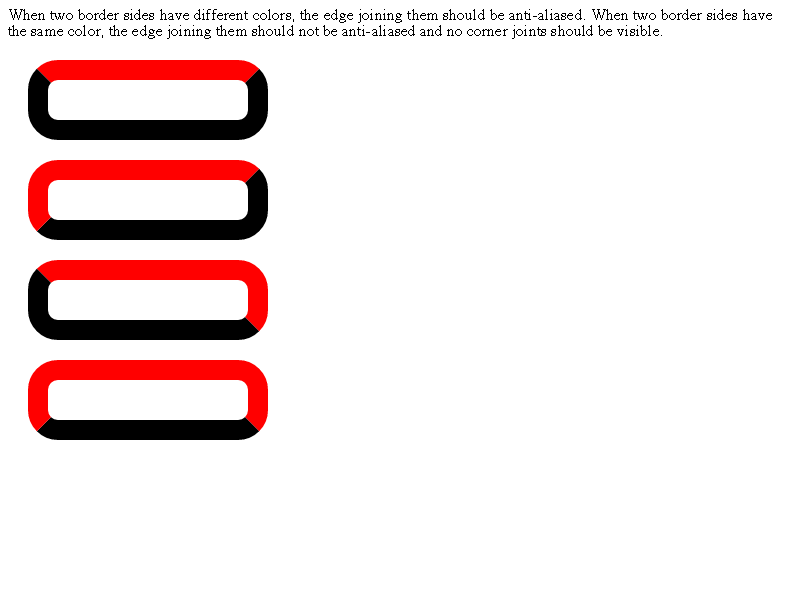 When two border sides have different colors, the edge joining them should be anti-aliased. When two border sides have
the same color, the edge joining them should not be anti-aliased and no corner joints should be visible.